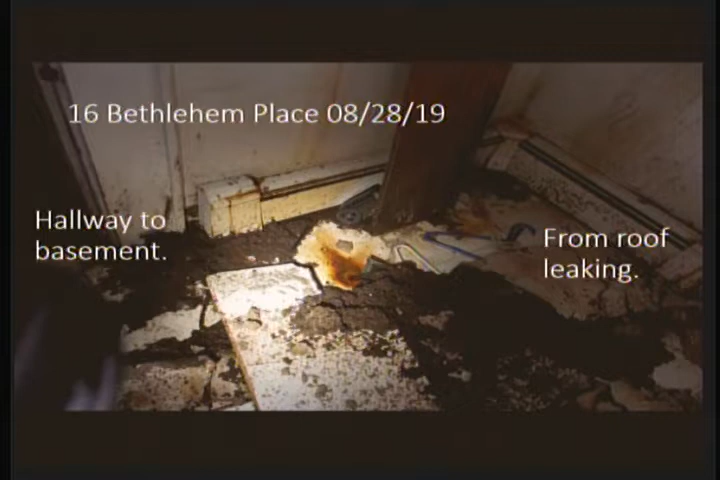 16 Bethlehem Place 08/28/19
Hallway to
basement.
From roof
leaking.